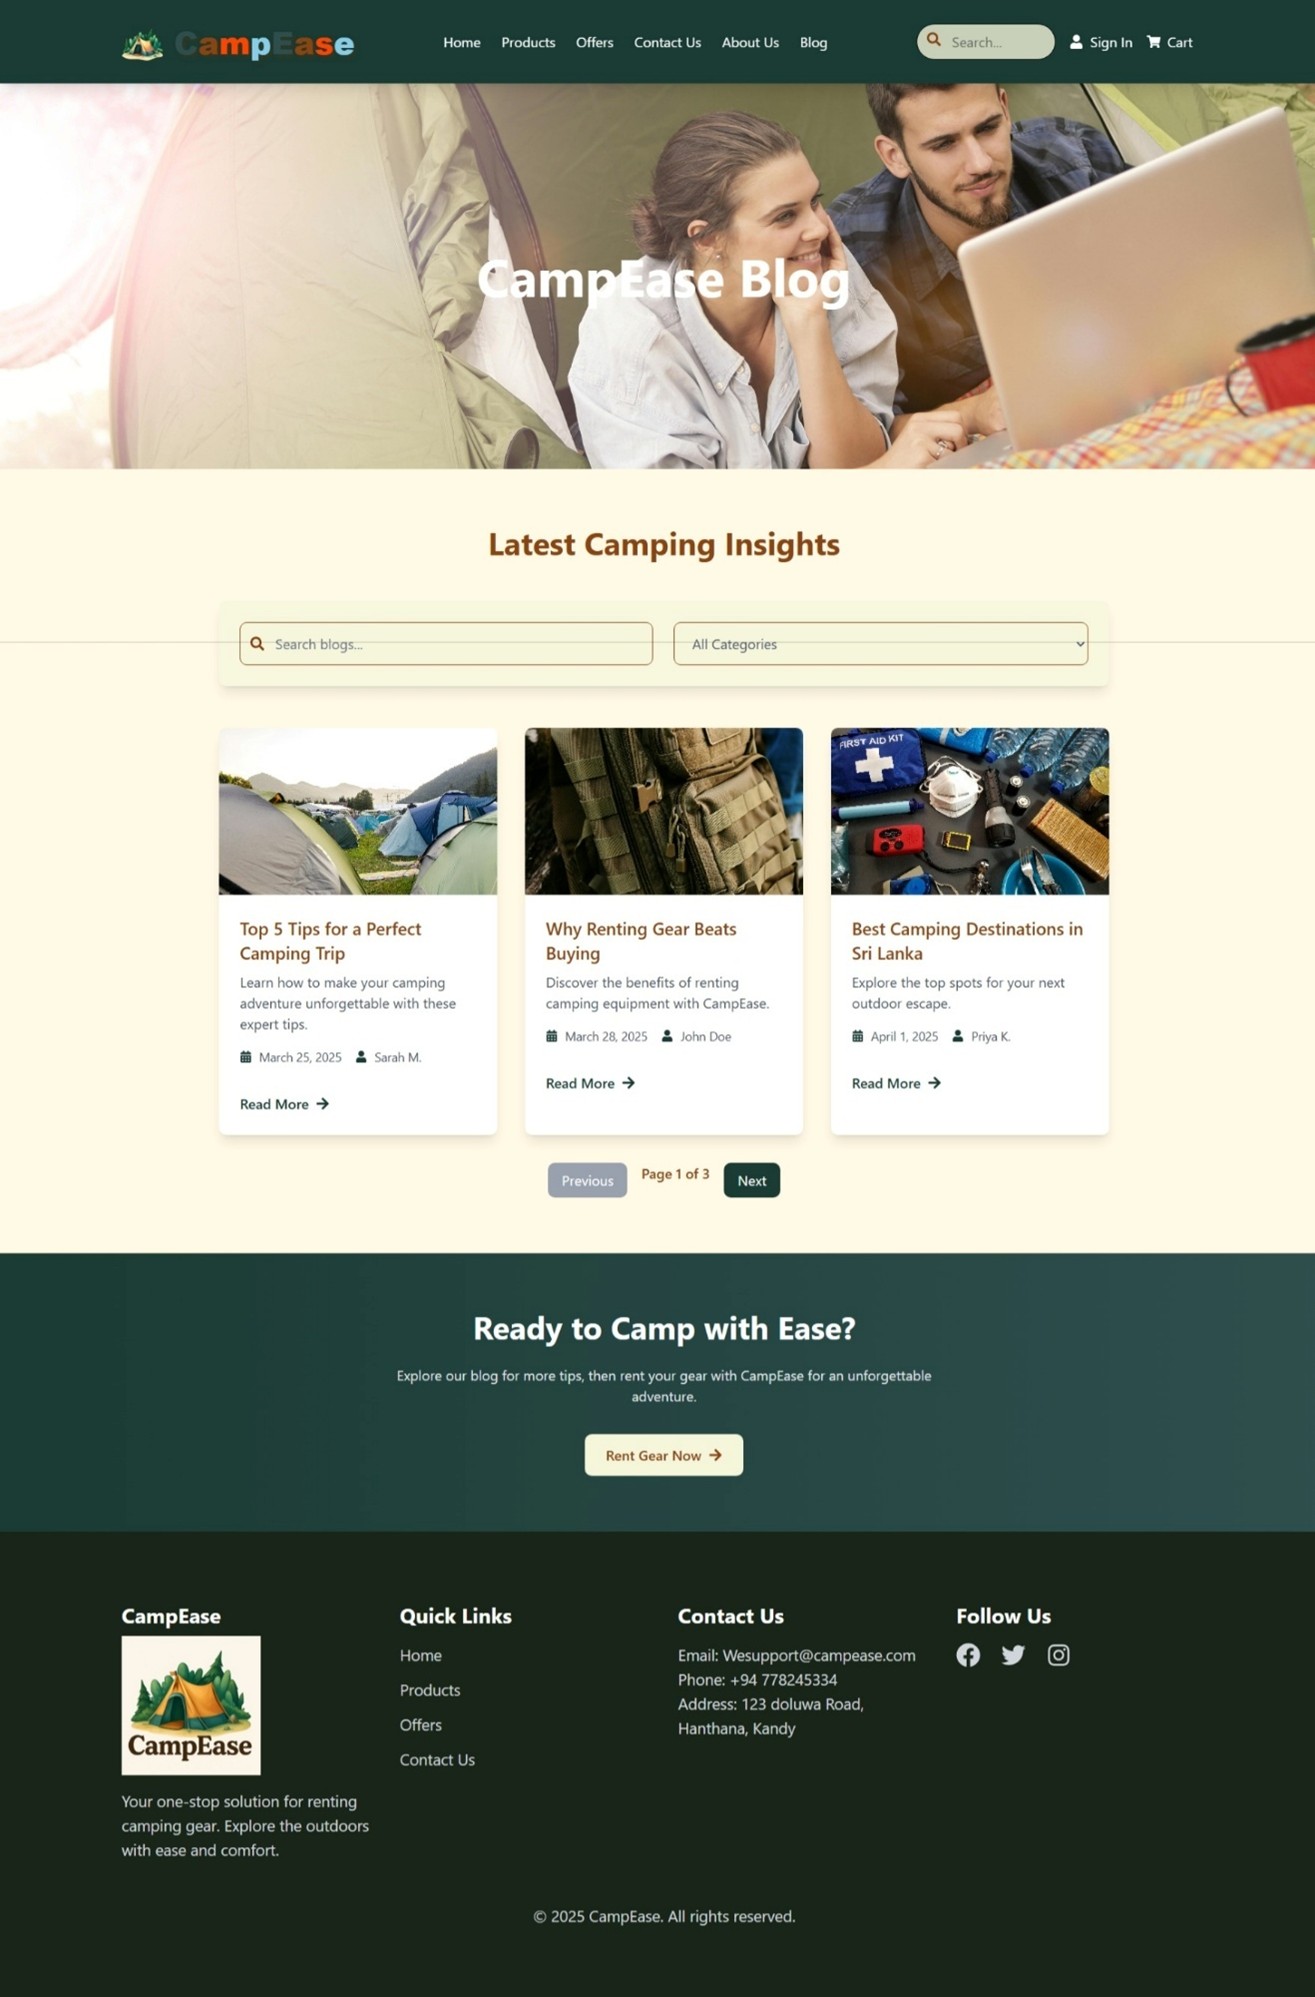 CampEase
Home Products Offers Contact Us About Us Blog
Search...
Sign In
Cart
CampEase Blog
Latest Camping Insights
Search blogs...
All Categories
FIRST AID KIT
Top 5 Tips for a Perfect
Camping Trip
Learn how to make your camping
adventure unforgettable with these
expert tips.
March 25, 2025 Sarah M.
Read More
Why Renting Gear Beats
Buying
Discover the benefits of renting
camping equipment with CampEase.
March 28, 2025 John Doe
Read More
Best Camping Destinations in
Sri Lanka
Explore the top spots for your next
outdoor escape.
April 1, 2025 Priya K.
Read More
Previous
Page 1 of 3
Next
Ready to Camp with Ease?
Explore our blog for more tips, then rent your gear with CampEase for an unforgettable
adventure.
Rent Gear Now
CampEase
CampEase
Your one-stop solution for renting
camping gear. Explore the outdoors
with ease and comfort.
Quick Links
Home
Products
Offers
Contact Us
Contact Us
Email: Wesupport@campease.com
Phone: +94 778245334
Address: 123 doluwa Road,
Hanthana, Kandy
Follow Us
© 2025 CampEase. All rights reserved.